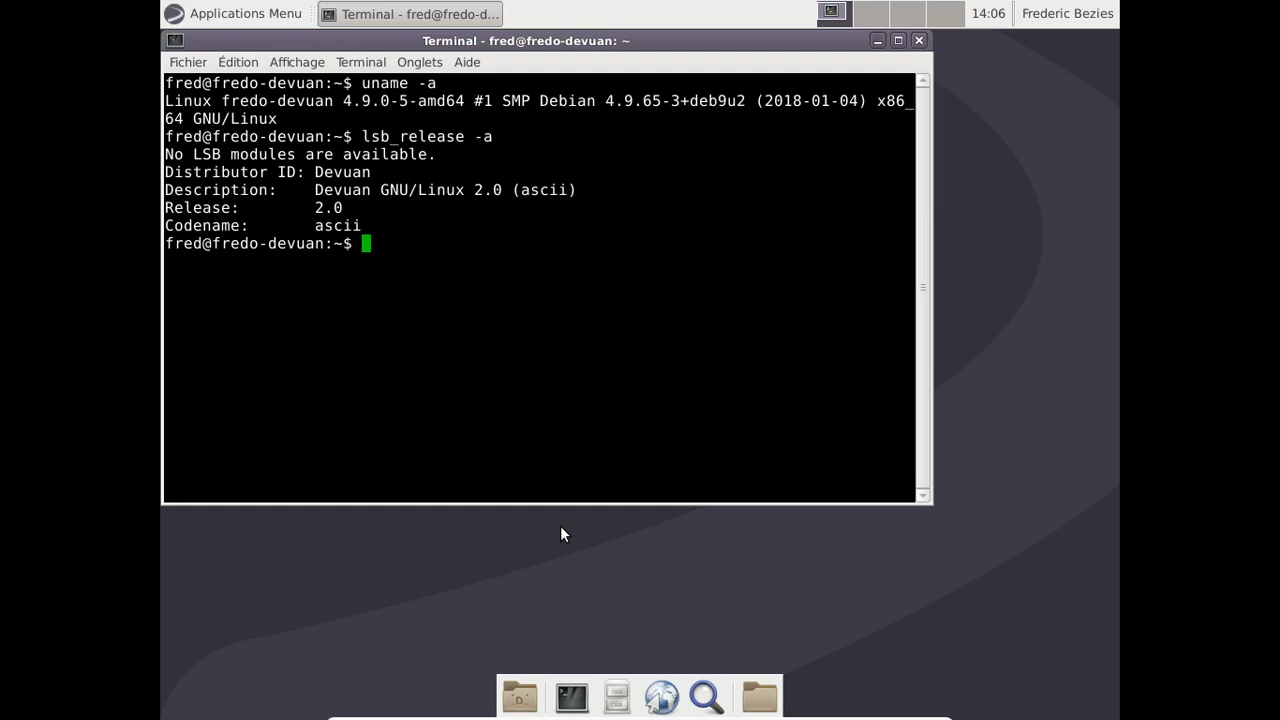 Applications Menu
Terminal - fred@fredo-d...
14:06
Frederic Bezies
Terminal - fred@fredo-devuan: ~
Fichier Édition Affichage Terminal Onglets Aide
fred@fredo-devuan:~$ uname -a
Linux fredo-devuan 4.9.0-5-amd64 #1 SMP Debian 4.9.65-3+deb9u2 (2018-01-04) x86_
64 GNU/Linux
fred@fredo-devuan:~$ lsb_release -a
No LSB modules are available.
Distributor ID: Devuan
Description:    Devuan GNU/Linux 2.0 (ascii)
Release:        2.0
Codename:       ascii
fred@fredo-devuan:~$